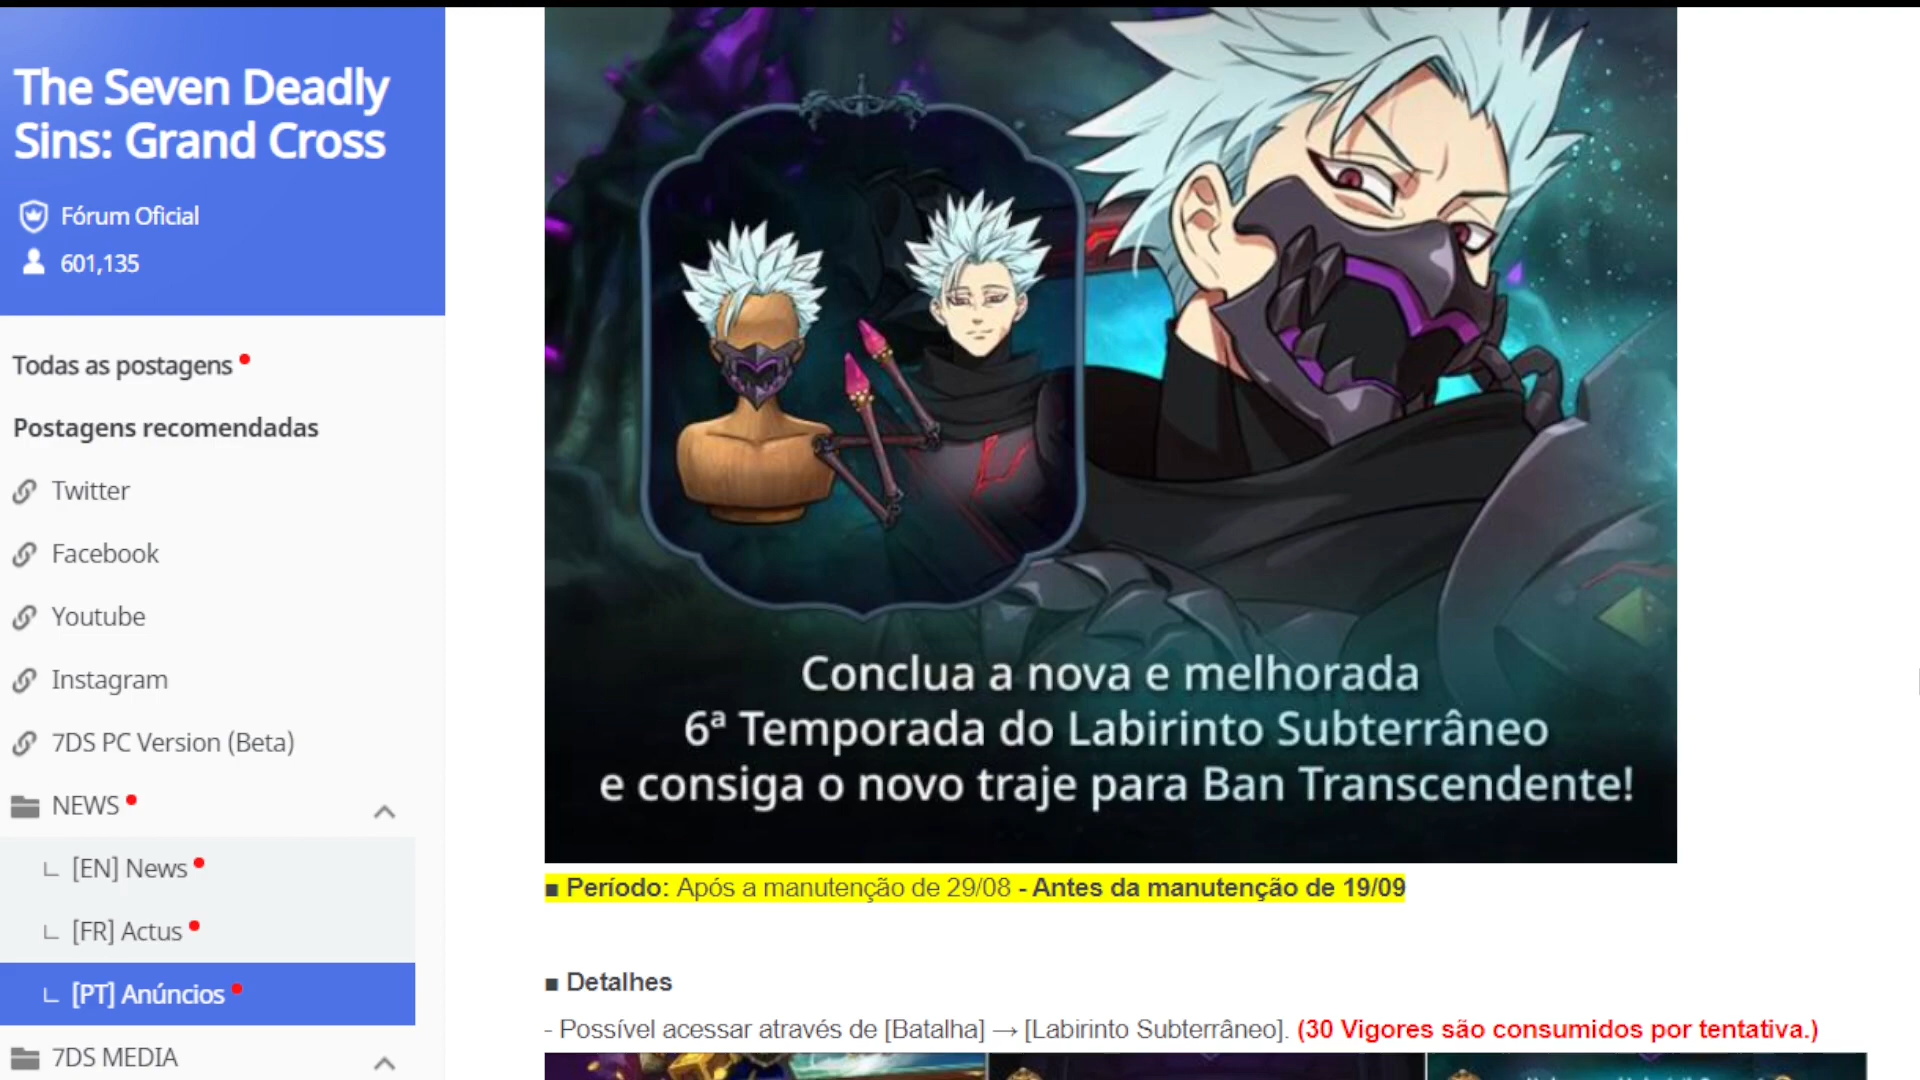 The Seven Deadly
Sins: Grand Cross
Fórum Oficial
601,135
Todas as postagens
Postagens recomendadas
Twitter
Facebook
Youtube
Instagram
7DS PC Version (Beta)
NEWS
[EN] News
[FR] Actus
[PT] Anúncios
7DS MEDIA
Conclua a nova e melhorada
6ª Temporada do Labirinto Subterrâneo
e consiga o novo traje para Ban Transcendente!
■ Período: Após a manutenção de 29/08 - Antes da manutenção de 19/09
■ Detalhes
- Possível acessar através de [Batalha] → [Labirinto Subterrâneo]. (30 Vigores são consumidos por tentativa.)